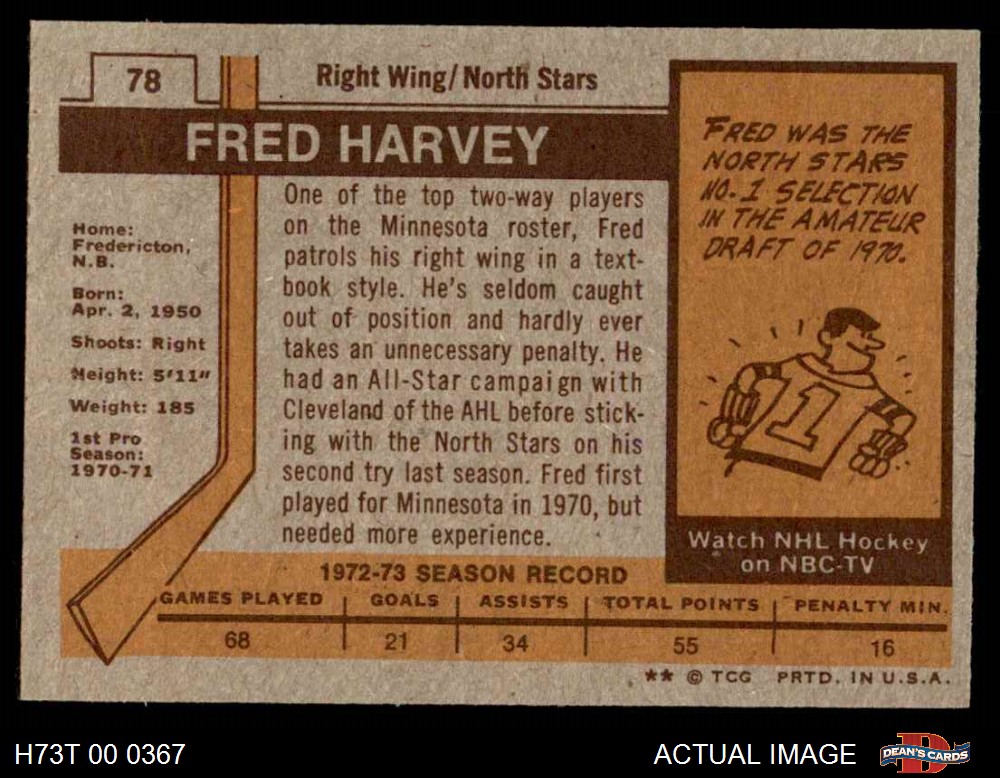 78
Right Wing/North Stars
FRED HARVEY
Home:
Fredericton,
N.B.
Born:
Apr. 2, 1950
Shoots: Right
Height: 5'11"
Weight: 185
1st Pro
Season:
1970-71
One of the top two-way players
on the Minnesota roster, Fred
patrols his right wing in a text-
book style. He's seldom caught
out of position and hardly ever
takes an unnecessary penalty. He
had an All-Star campaign with
Cleveland of the AHL before stick-
ing with the North Stars on his
second try last season. Fred first
played for Minnesota in 1970, but
needed more experience.
FRED WAS THE
NORTH STARS
NO. 1 SELECTION
IN THE AMATEUR
DRAFT OF 1970.
1
Watch NHL Hockey
on NBC-TV
1972-73 SEASON RECORD
GAMES PLAYED GOALS ASSISTS TOTAL POINTS PENALTY MIN.
68 21 34 55 16
** © TCG PRTD. IN U.S.A.
H73T 00 0367
ACTUAL IMAGE
DEAN'S CARDS